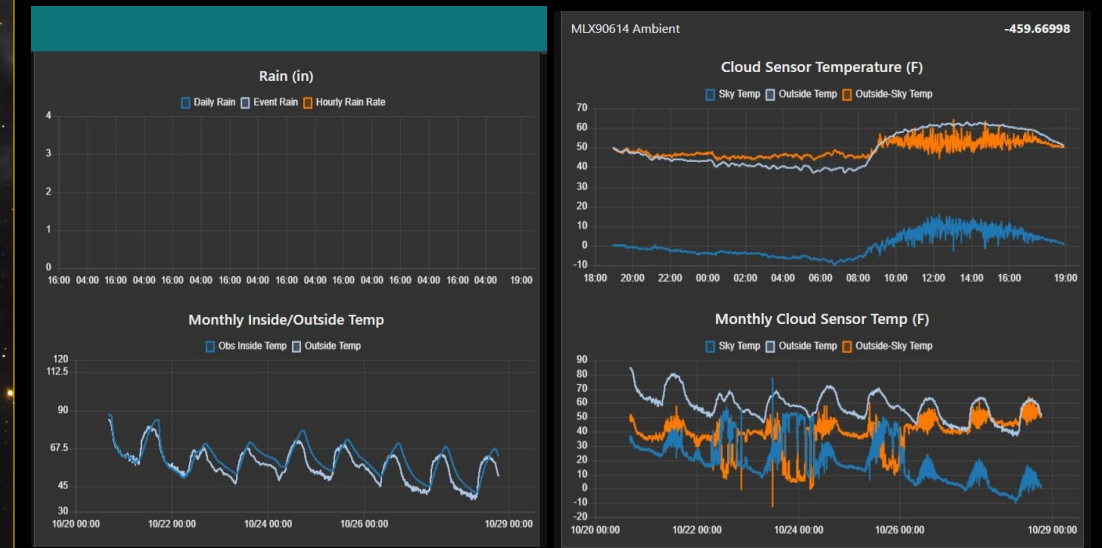 Rain (in)
Daily Rain Event Rain Hourly Rain Rate
4
3
2
1
0
16:00 04:00 16:00 04:00 16:00 04:00 16:00 04:00 16:00 04:00 16:00 04:00 16:00 04:00 16:00 04:00 19:00
Monthly Inside/Outside Temp
Obs Inside Temp Outside Temp
120
112.5
90
67.5
45
30
10/20 00:00 10/22 00:00 10/24 00:00 10/26 00:00 10/29 00:00
MLX90614 Ambient -459.66998
Cloud Sensor Temperature (F)
Sky Temp Outside Temp Outside-Sky Temp
70
60
50
40
30
20
10
0
-10
18:00 20:00 22:00 00:00 02:00 04:00 06:00 08:00 10:00 12:00 14:00 16:00 19:00
Monthly Cloud Sensor Temp (F)
Sky Temp Outside Temp Outside-Sky Temp
90
80
70
60
50
40
30
20
10
0
-10
-20
10/20 00:00 10/22 00:00 10/24 00:00 10/26 00:00 10/29 00:00